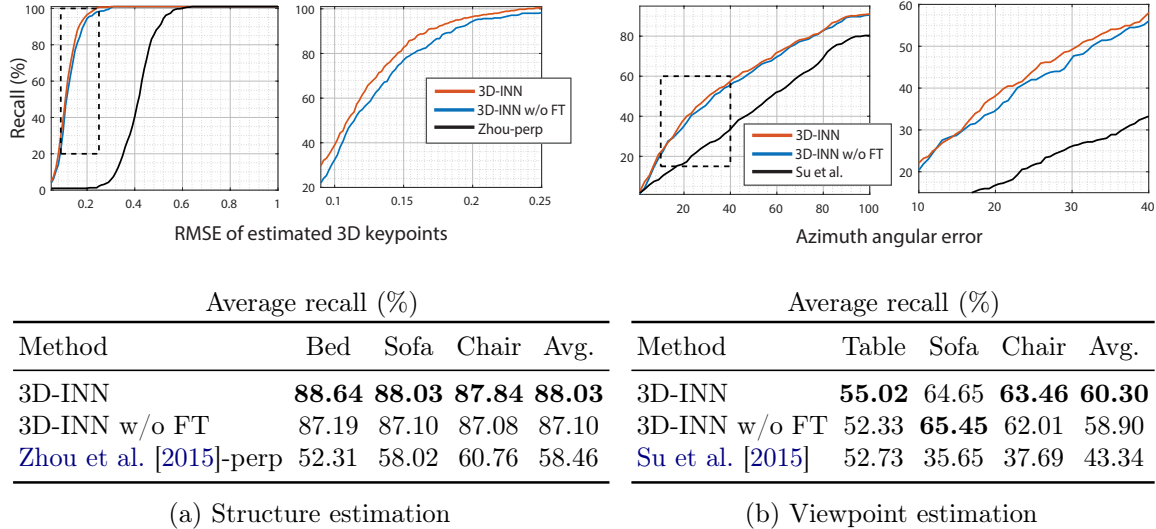 Recall (%)
100
80
60
40
20
0
0.2
0.4
0.6
0.8
1
100
80
60
40
20
0.1
0.15
0.2
0.25
3D-INN
3D-INN w/o FT
Zhou-perp
RMSE of estimated 3D keypoints
100
80
60
40
20
20
40
60
80
100
3D-INN
3D-INN w/o FT
Su et al.
60
50
40
30
20
10
20
30
40
Azimuth angular error
Average recall (%)
Method Bed Sofa Chair Avg.
3D-INN 88.64 88.03 87.84 88.03
3D-INN w/o FT 87.19 87.10 87.08 87.10
Zhou et al. [2015]-perp 52.31 58.02 60.76 58.46
(a) Structure estimation
Average recall (%)
Method Table Sofa Chair Avg.
3D-INN 55.02 64.65 63.46 60.30
3D-INN w/o FT 52.33 65.45 62.01 58.90
Su et al. [2015] 52.73 35.65 37.69 43.34
(b) Viewpoint estimation